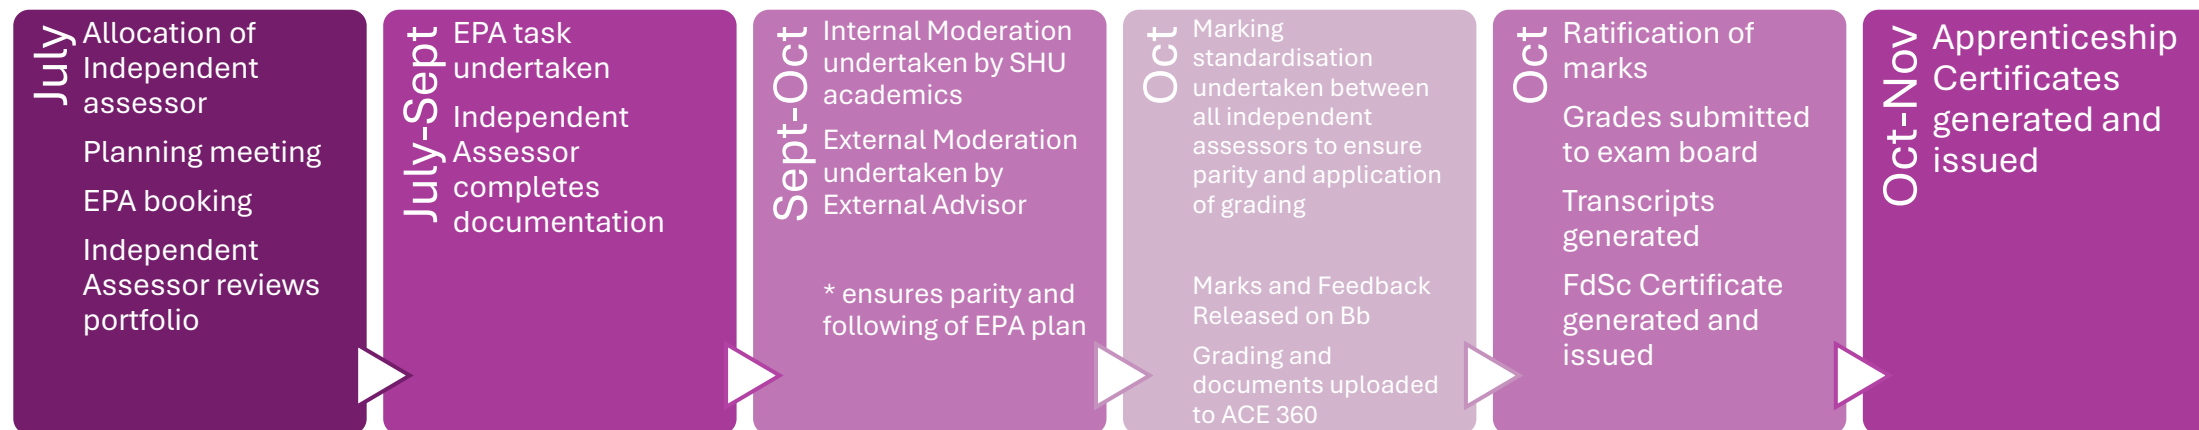 July
Allocation of
Independent
assessor
Planning meeting
EPA booking
Independent
Assessor reviews
portfolio
July-Sept
EPA task
undertaken
Independent
Assessor
completes
documentation
Sept-Oct
Internal Moderation
undertaken by SHU
academics
External Moderation
undertaken by
External Advisor
* ensures parity and
following of EPA plan
Oct
Marking
standardisation
undertaken between
all independent
assessors to ensure
parity and application
of grading
Marks and Feedback
Released on Bb
Grading and
documents uploaded
to ACE 360
Oct
Ratification of
marks
Grades submitted
to exam board
Transcripts
generated
FdSc Certificate
generated and
issued
Oct-Nov
Apprenticeship
Certificates
generated and
issued